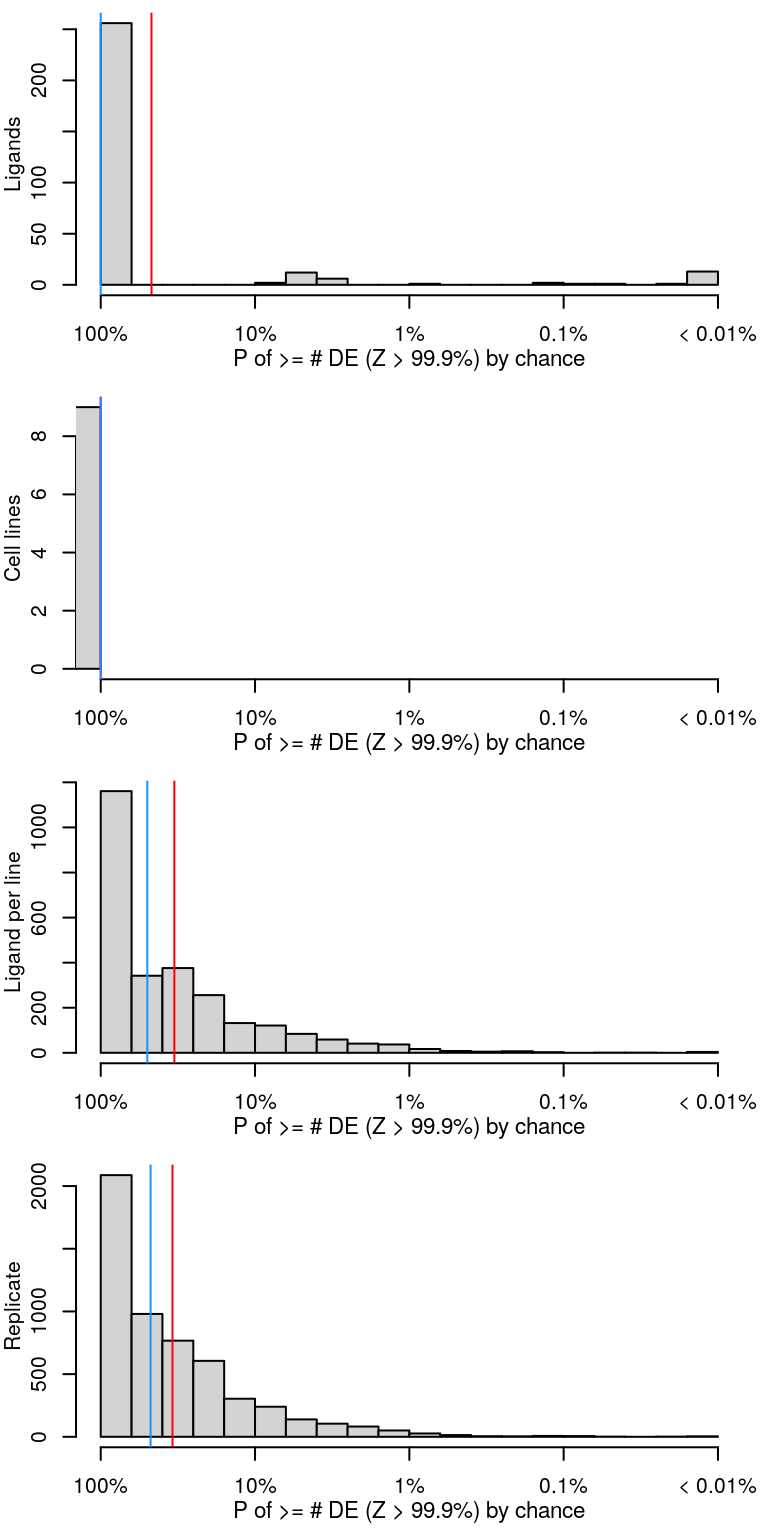 Ligands
200
100
50
0
100% 10% 1% 0.1% < 0.01%
P of >= # DE (Z > 99.9%) by chance
Cell lines
8
6
4
2
0
100% 10% 1% 0.1% < 0.01%
P of >= # DE (Z > 99.9%) by chance
Ligand per line
1000
600
200
0
100% 10% 1% 0.1% < 0.01%
P of >= # DE (Z > 99.9%) by chance
Replicate
2000
1000
500
0
100% 10% 1% 0.1% < 0.01%
P of >= # DE (Z > 99.9%) by chance